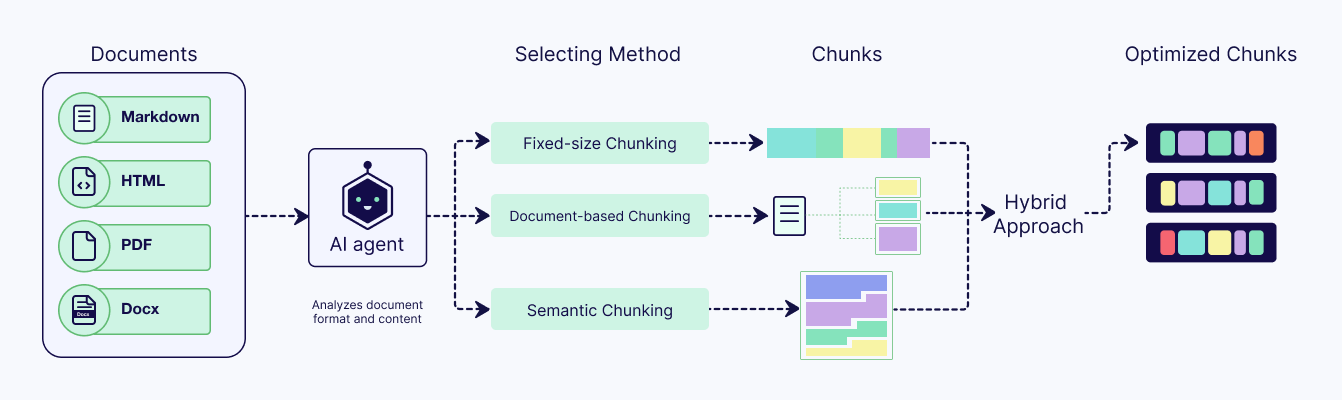 Documents
Selecting Method
Chunks
Optimized Chunks
Markdown
HTML
PDF
Docx
Docx
AI agent
Analyzes document
format and content
Fixed-size Chunking
Document-based Chunking
Semantic Chunking
Hybrid
Approach